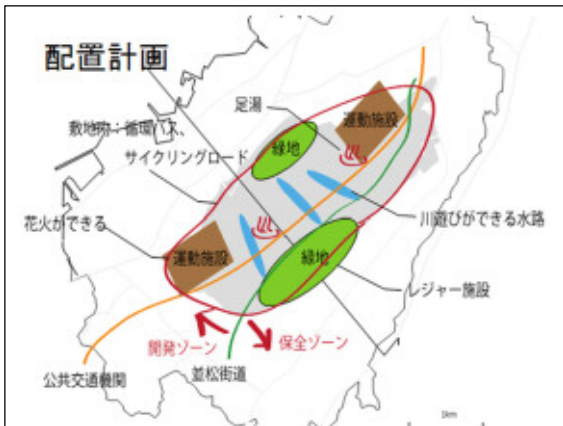 配置計画
足湯
敷地内：循環バス、
運動施設
緑地
サイクリングロード
花火ができる
川遊びができる水路
運動施設
緑地
レジャー施設
開発ゾーン
保全ゾーン
公共交通機関
並松街道
1km